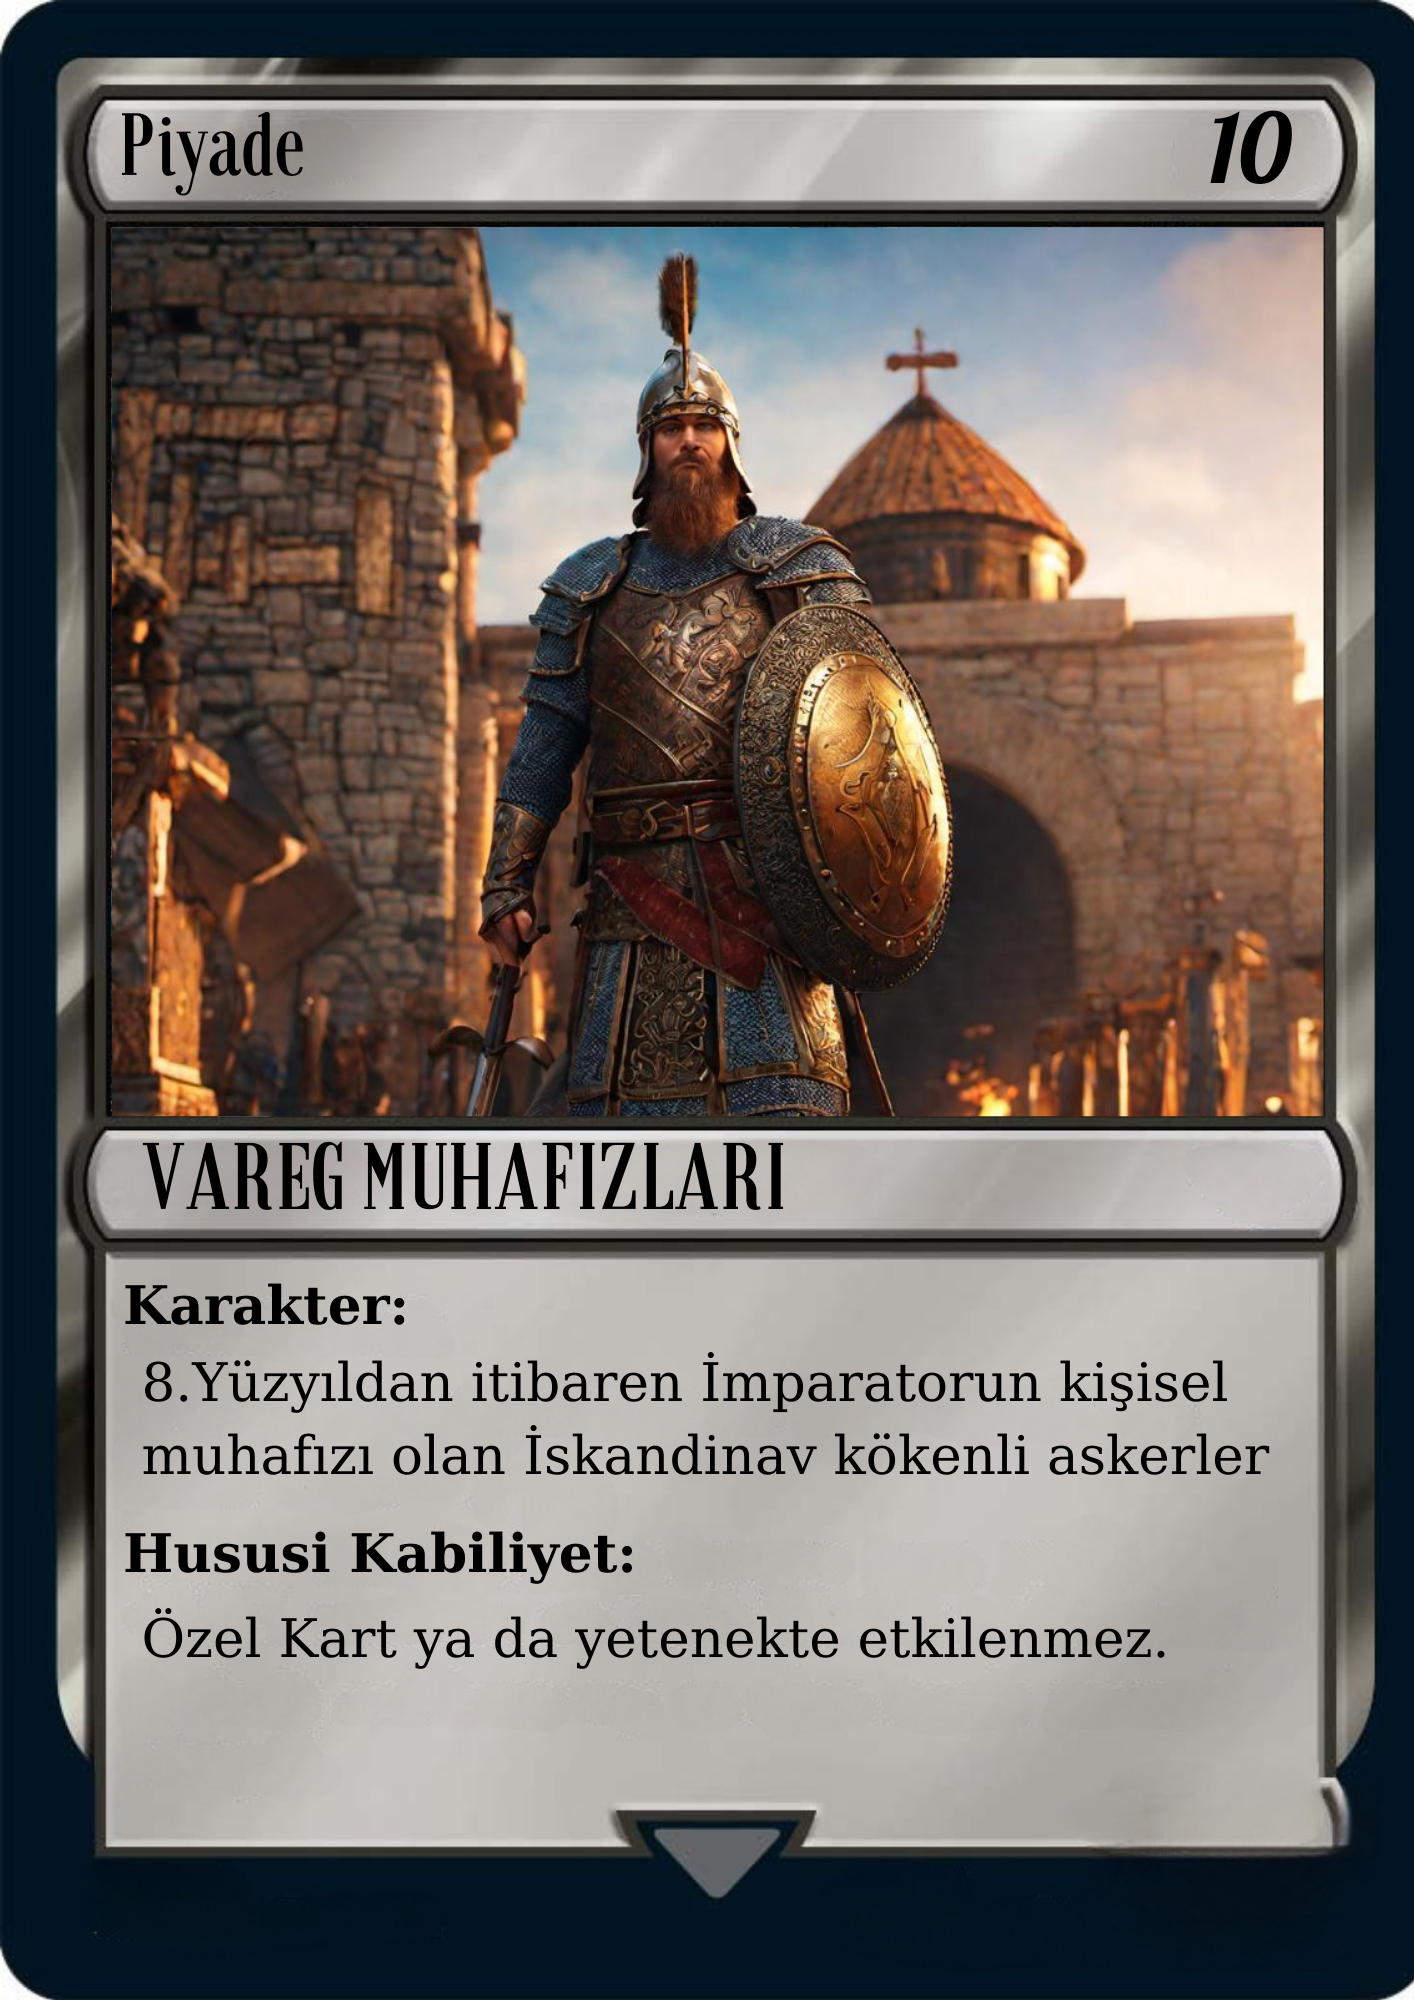 Piyade
10
VAREG MUHAFIZLARI
Karakter:
8.Yüzyıldan itibaren İmparatorun kişisel
muhafızı olan İskandinav kökenli askerler
Hususi Kabiliyet:
Özel Kart ya da yetenekte etkilenmez.